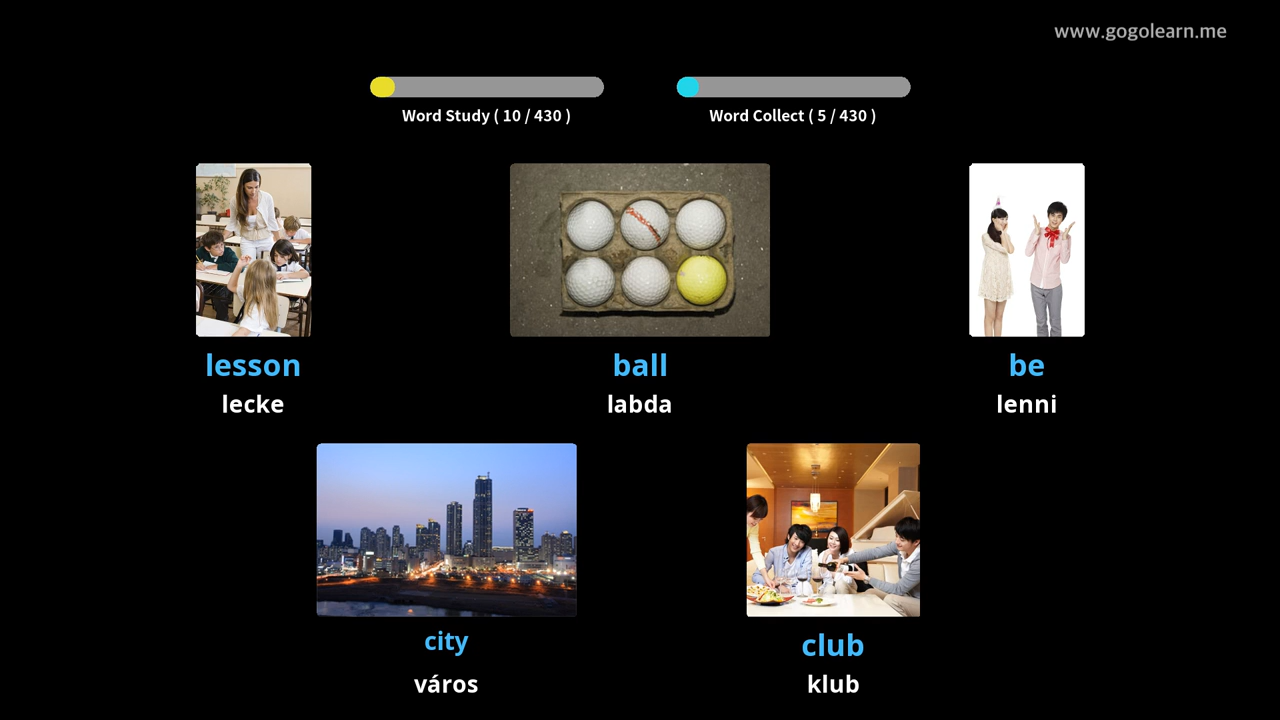 www.gogolearn.me
Word Study ( 10 / 430 )
Word Collect ( 5 / 430 )
lesson
lecke
ball
labda
be
lenni
city
város
club
klub